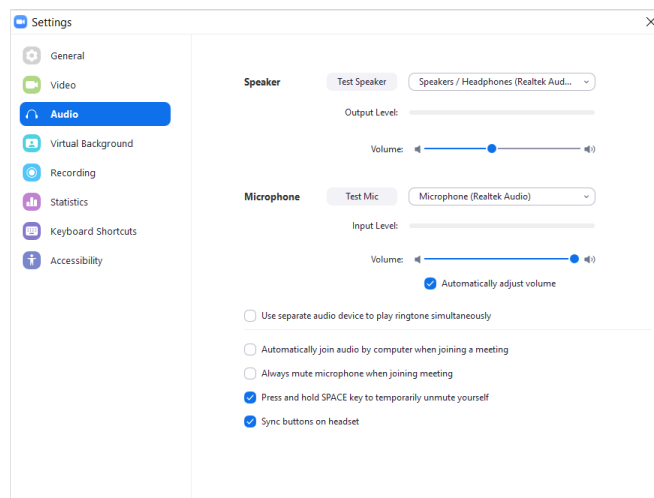 Settings
General
Video
Audio
Virtual Background
Recording
Statistics
Keyboard Shortcuts
Accessibility
Speaker
Test Speaker
Speakers / Headphones (Realtek Aud...
Output Level:
Volume:
Microphone
Test Mic
Microphone (Realtek Audio)
Input Level:
Volume:
Automatically adjust volume
Use separate audio device to play ringtone simultaneously
Automatically join audio by computer when joining a meeting
Always mute microphone when joining meeting
Press and hold SPACE key to temporarily unmute yourself
Sync buttons on headset